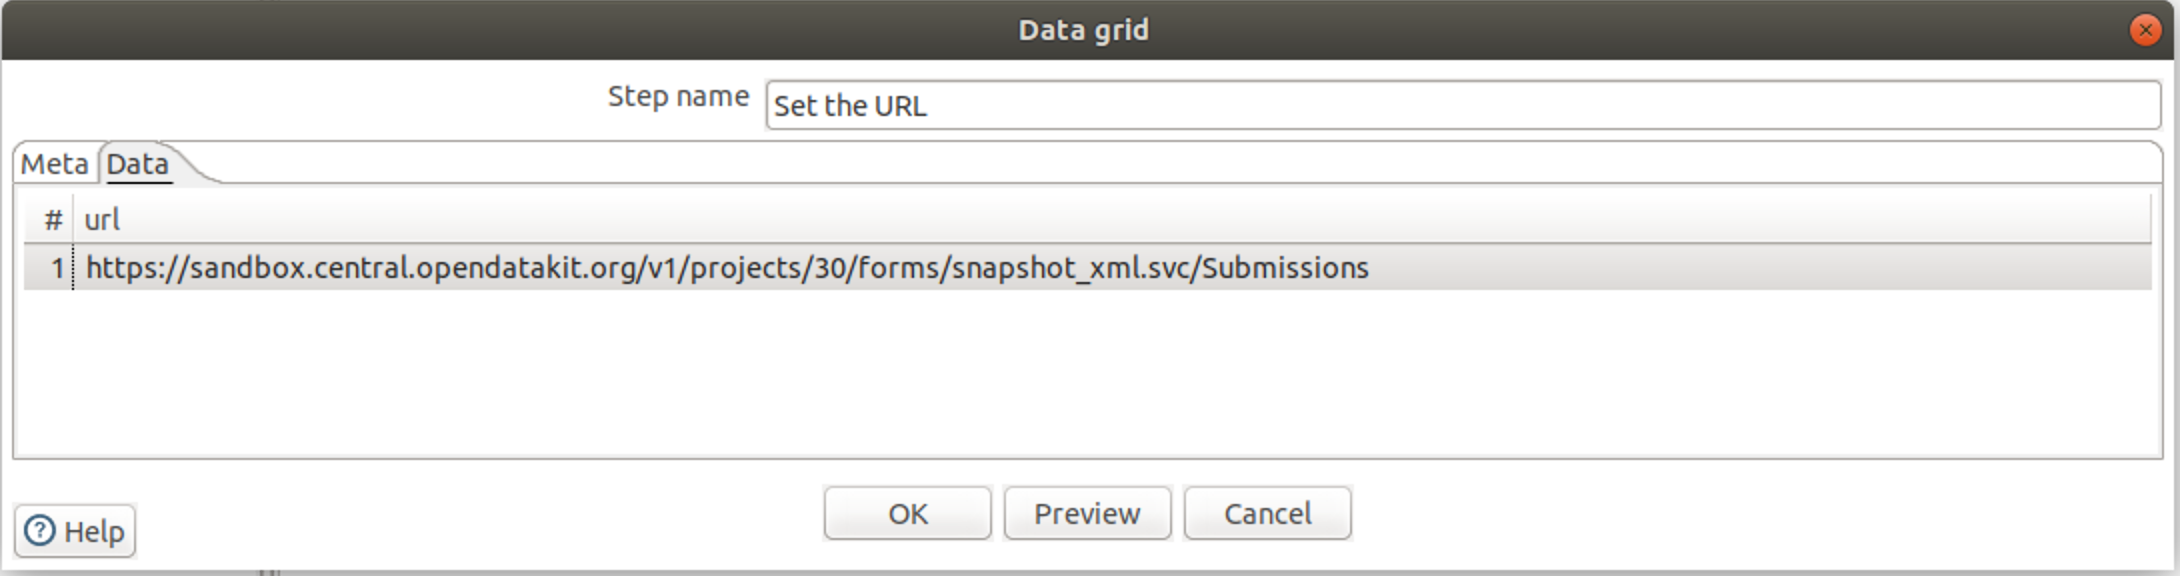 Data grid
Step name Set the URL
Meta Data
# url
1 https://sandbox.central.opendatakit.org/v1/projects/30/forms/snapshot_xml.svc/Submissions
Help OK Preview Cancel